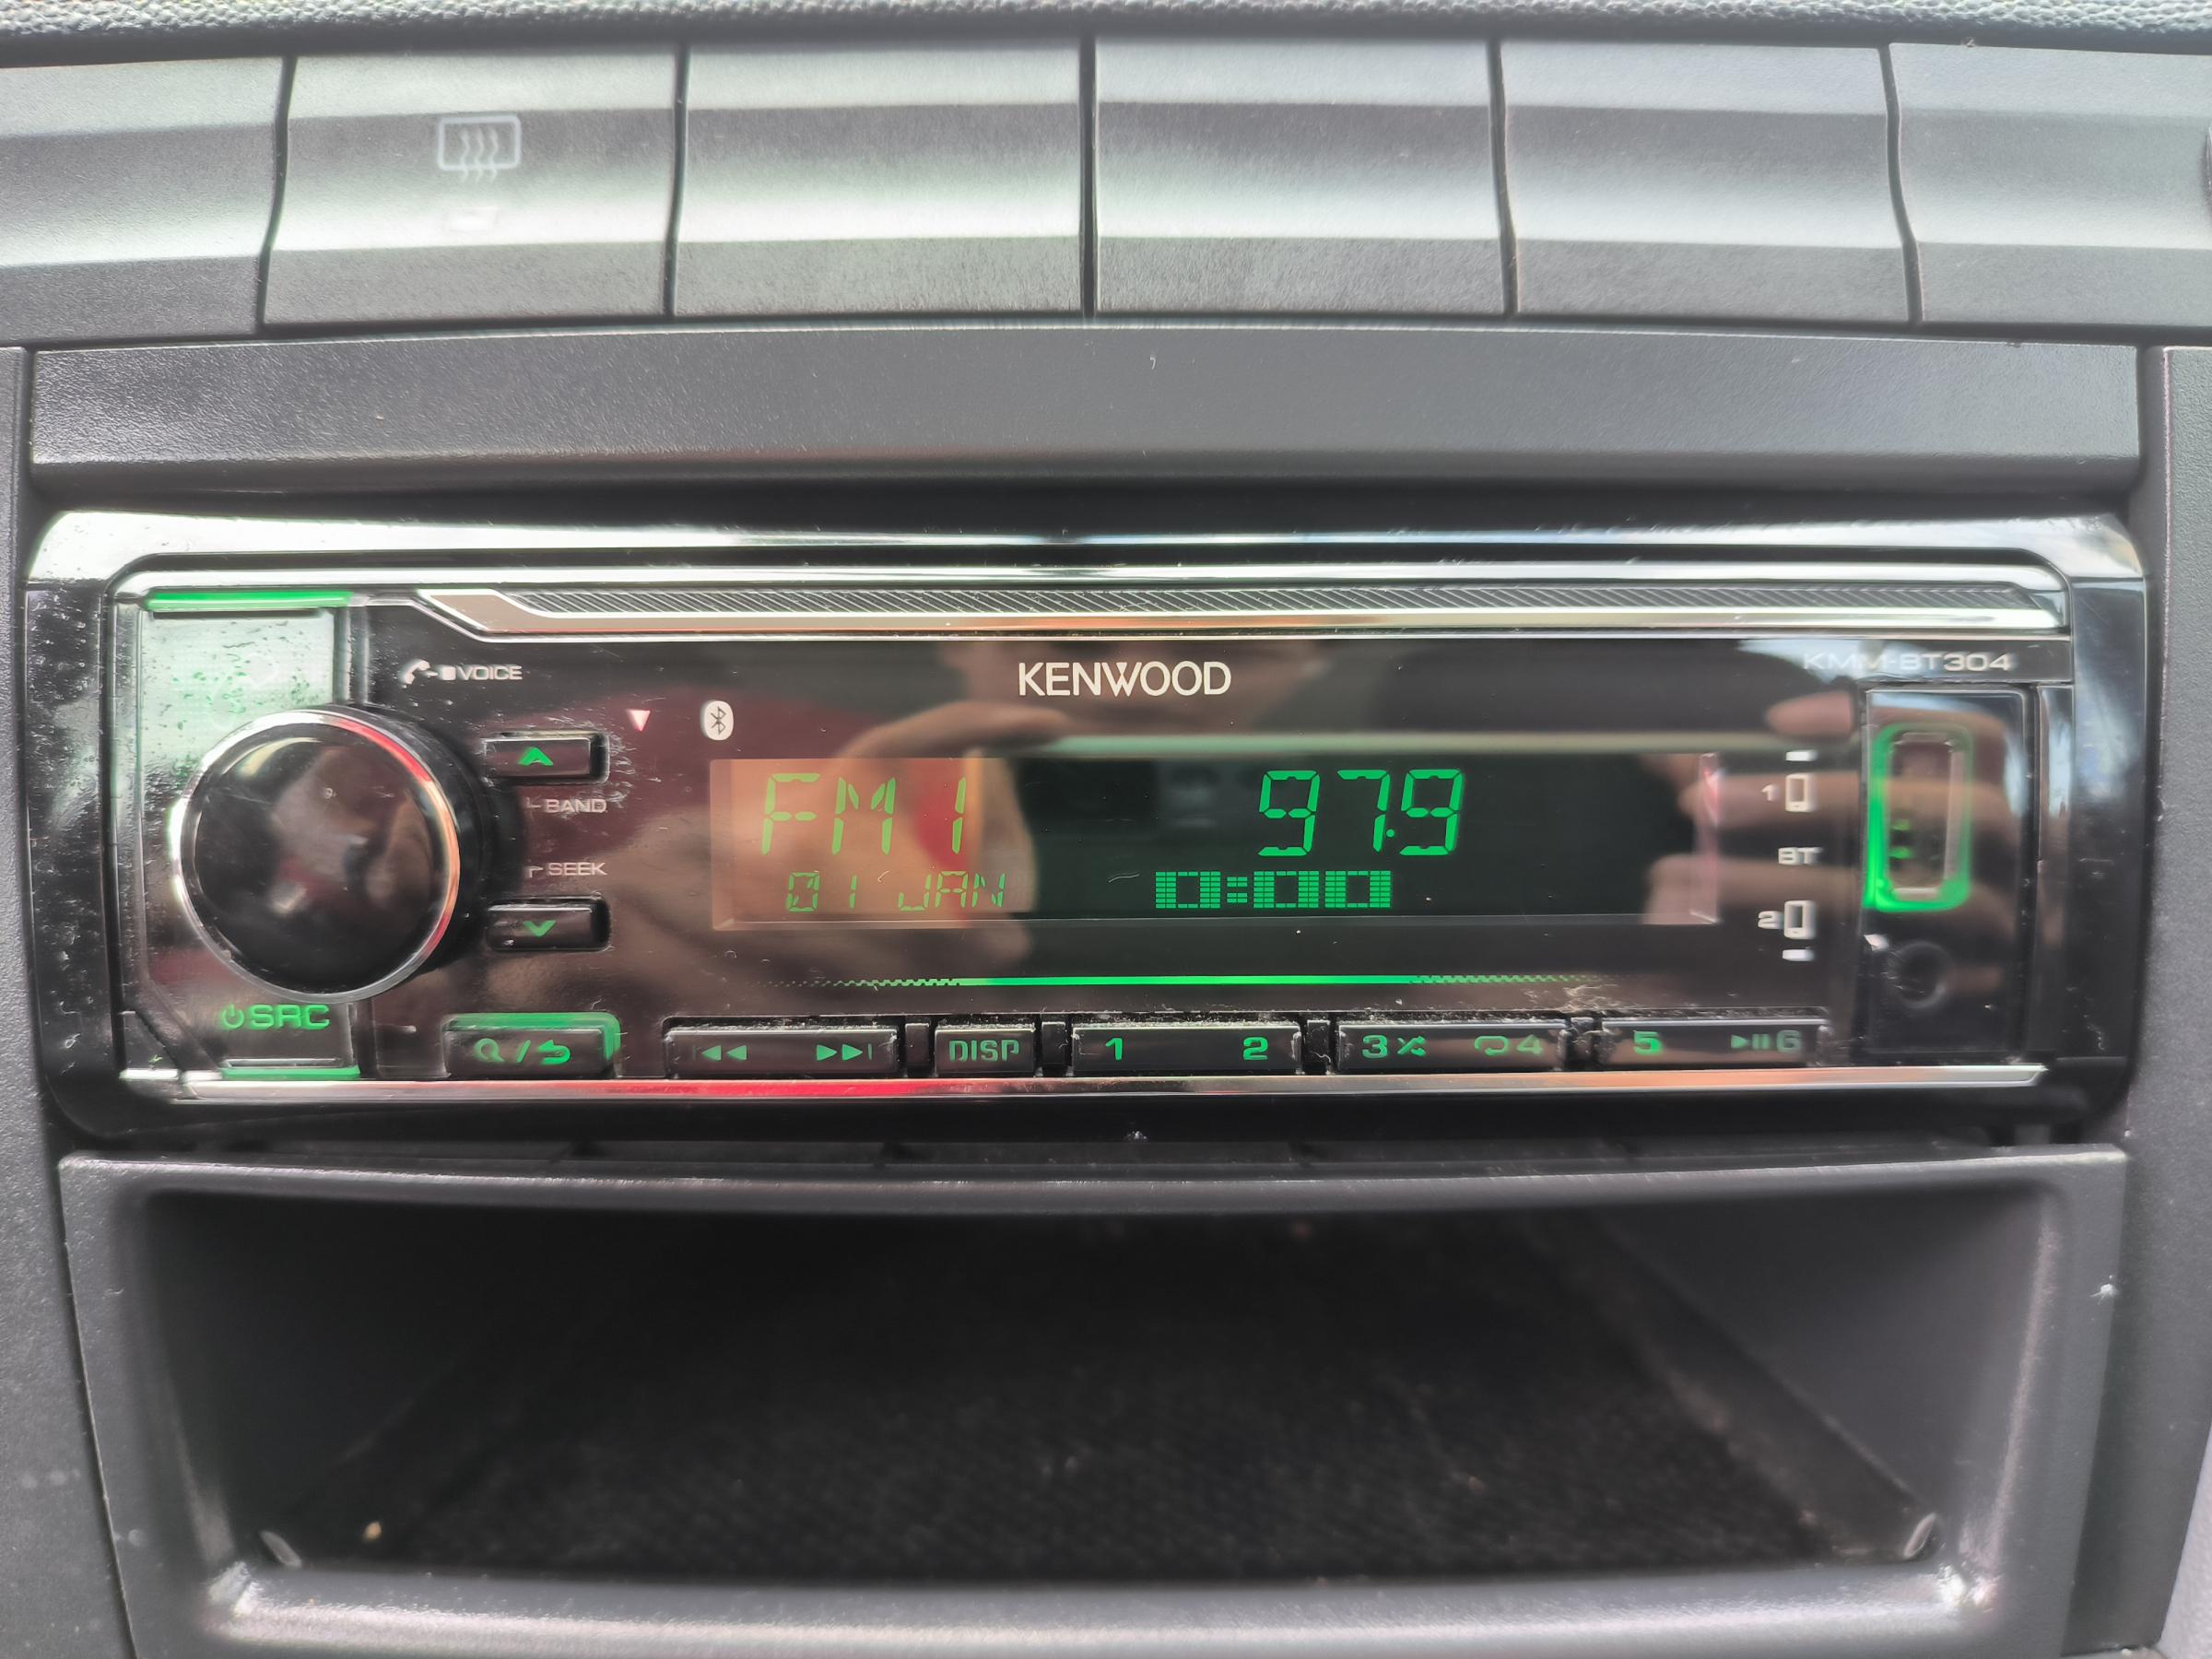 KENWOOD
KMM-BT304
VOICE
BAND
SEEK
FM1 97.9
01 JAN 0:00
1
BT
2
SRC
Q/
DISP
1 2
3 4
5 6